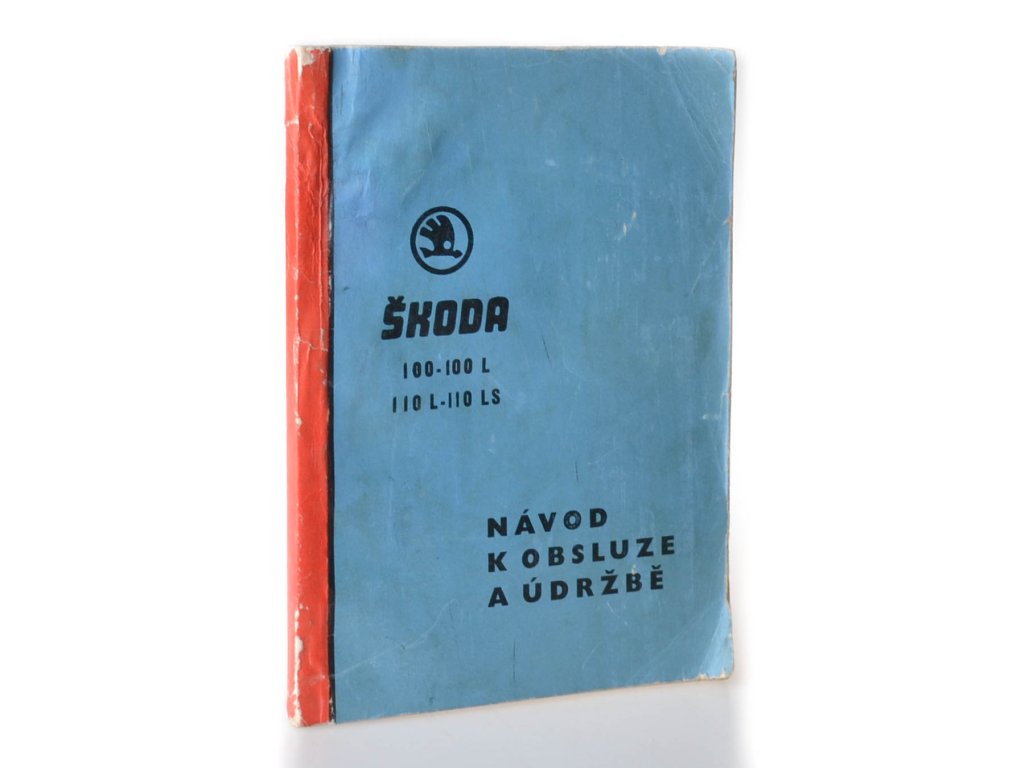 ŠKODA
100-100 L
110 L-110 LS
NÁVOD
K OBSLUZE
A ÚDRŽBĚ